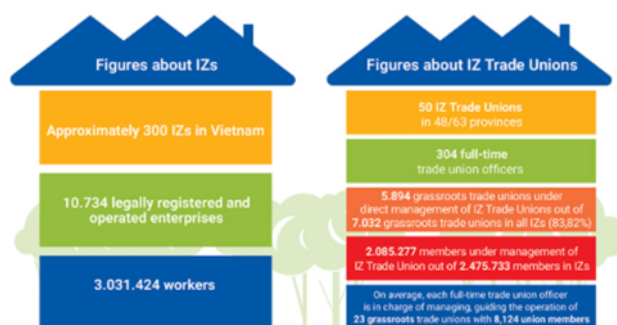 Figures about IZs
Approximately 300 IZs in Vietnam
10.734 legally registered and
operated enterprises
3.031.424 workers
Figures about IZ Trade Unions
50 IZ Trade Unions
in 48/63 provinces
304 full-time
trade union officers
5.894 grassroots trade unions under
direct management of IZ Trade Unions out of
7.032 grassroots trade unions in all IZs (83,82%)
2.085.277 members under management of
IZ Trade Union out of 2.475.733 members in IZs
On average, each full-time trade union officer
is in charge of managing, guiding the operation of
23 grassroots trade unions with 8,124 union members